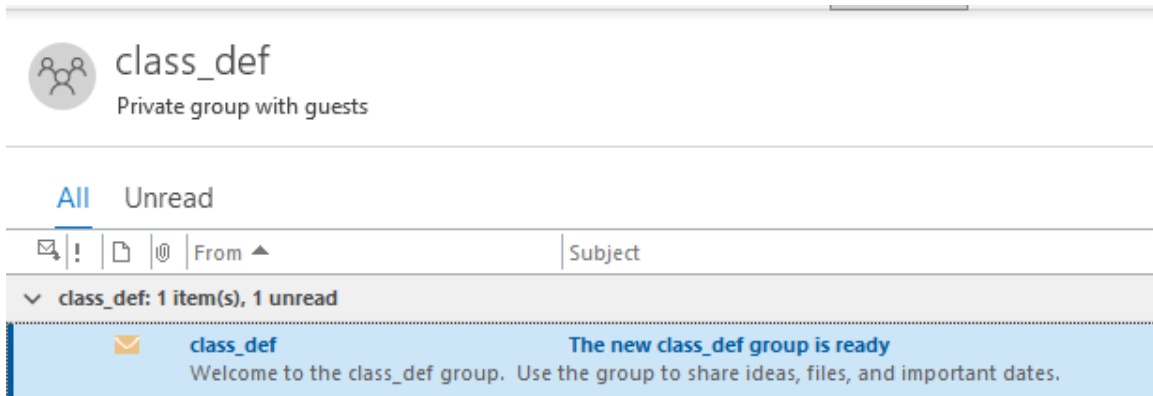 class_def
Private group with guests
All Unread
! From Subject
class_def: 1 item(s), 1 unread
class_def The new class_def group is ready
Welcome to the class_def group.  Use the group to share ideas, files, and important dates.